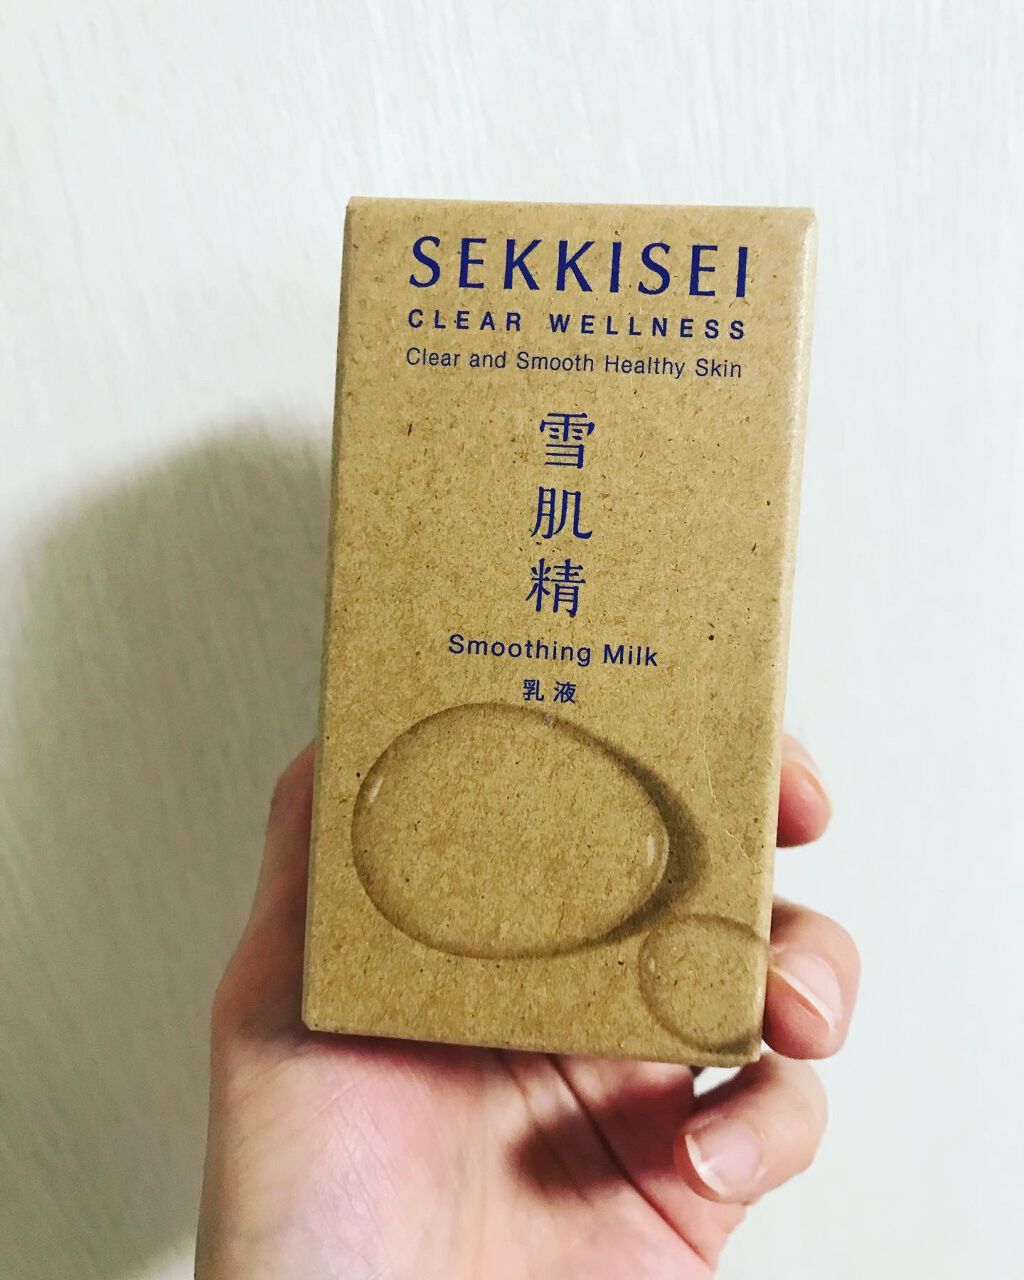 SEKKISEI
CLEAR WELLNESS
Clear and Smooth Healthy Skin
雪肌精
Smoothing Milk
乳液